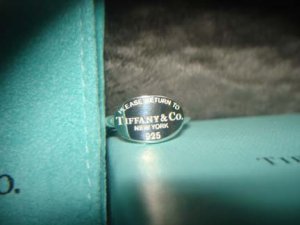 PLEASE RETURN TO
TIFFANY & CO.
NEW YORK
925
O.
T